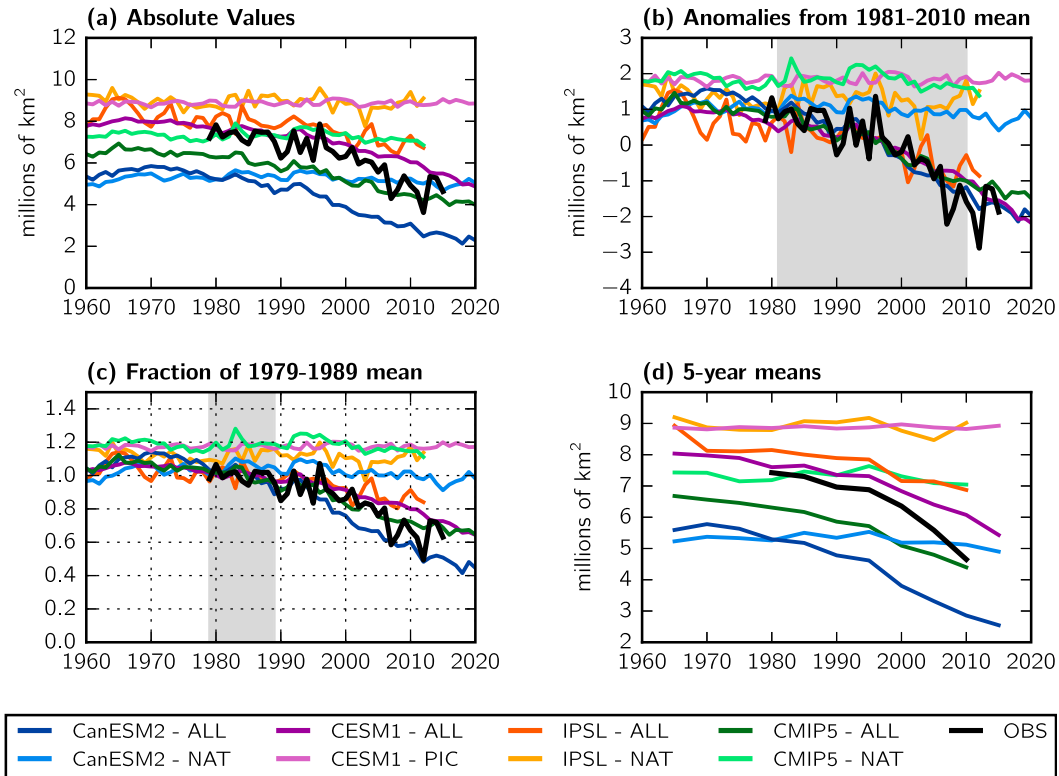 (a) Absolute Values
12
10
8
6
4
2
0
millions of km²
1960 1970 1980 1990 2000 2010 2020
(b) Anomalies from 1981-2010 mean
3
2
1
0
−1
−2
−3
−4
millions of km²
1960 1970 1980 1990 2000 2010 2020
(c) Fraction of 1979-1989 mean
1.4
1.2
1.0
0.8
0.6
0.4
0.2
0.0
1960 1970 1980 1990 2000 2010 2020
(d) 5-year means
10
9
8
7
6
5
4
3
2
millions of km²
1960 1970 1980 1990 2000 2010 2020
CanESM2 - ALL CESM1 - ALL IPSL - ALL CMIP5 - ALL OBS
CanESM2 - NAT CESM1 - PIC IPSL - NAT CMIP5 - NAT